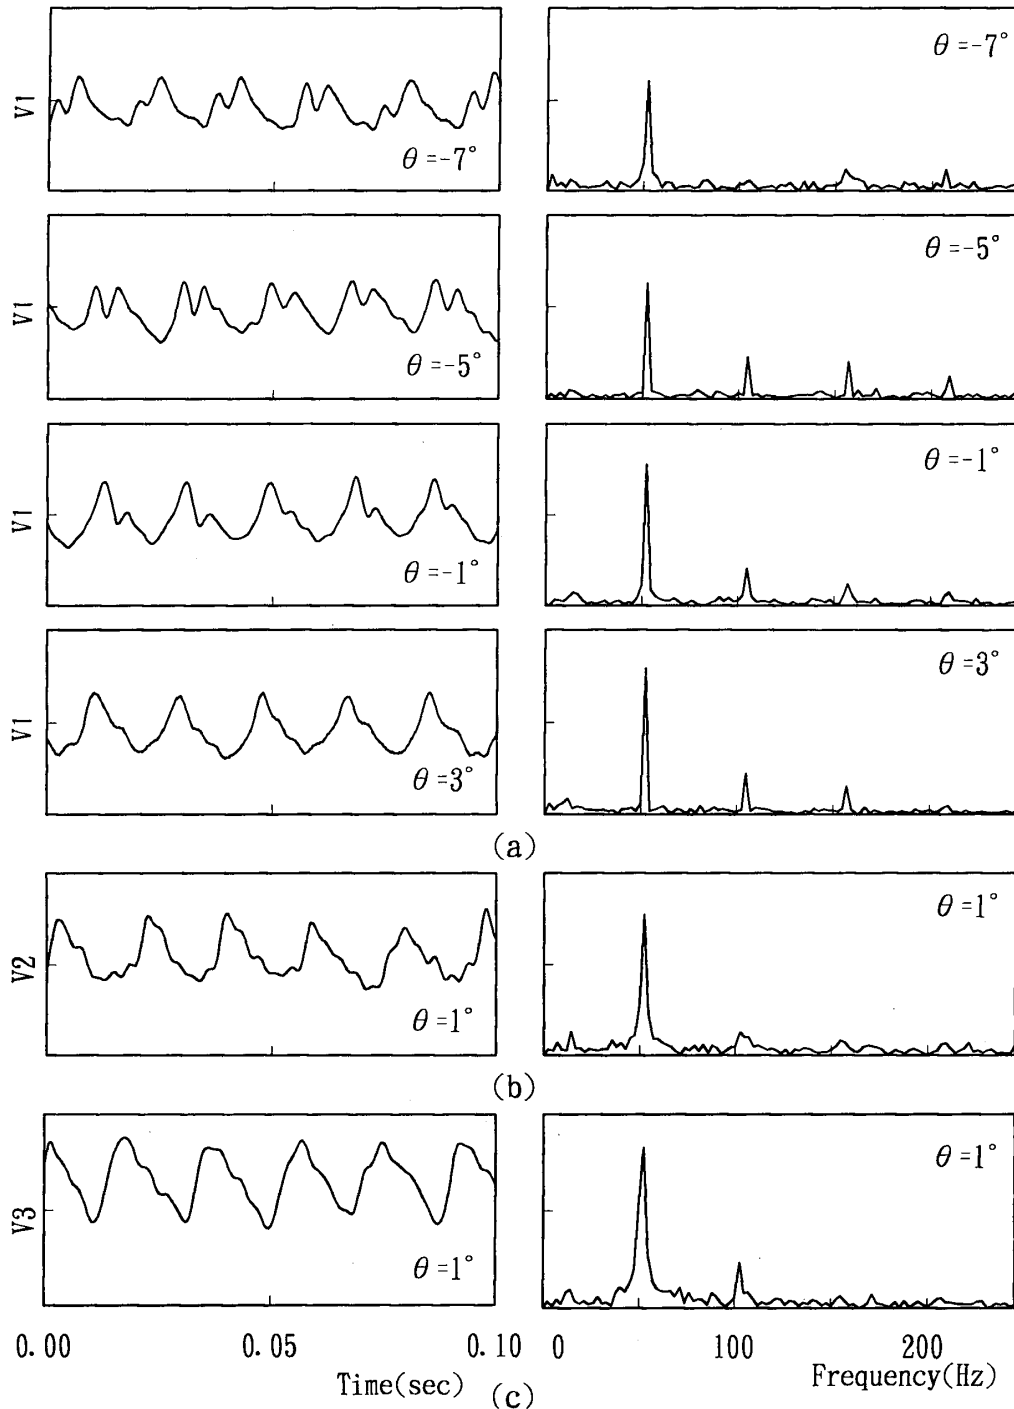 V1
θ=-7°
θ=-7°
V1
θ=-5°
θ=-5°
V1
θ=-1°
θ=-1°
V1
θ=3°
θ=3°
(a)
V2
θ=1°
θ=1°
(b)
V3
θ=1°
θ=1°
0.00 0.05 0.10 0 100 200
Time(sec) Frequency(Hz)
(c)